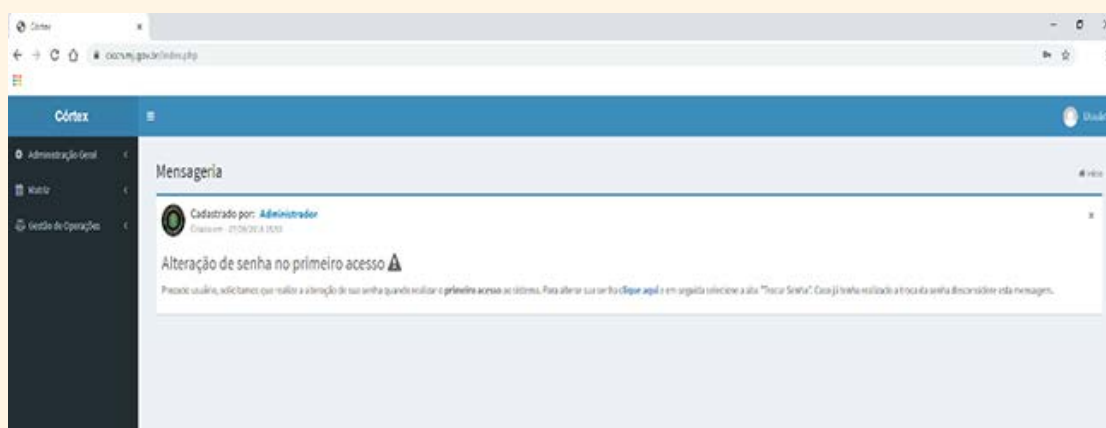 Córtex
Córtex
Administração Geral
Matriz
Gestão de Operações
Mensageria
Início
Cadastrado por: Administrador
Alteração de senha no primeiro acesso
Prezado usuário, solicitamos que realize a alteração de sua senha quando realizar o primeiro acesso ao sistema. Para alterar sua senha clique aqui e em seguida selecione a aba "Trocar Senha". Caso já tenha realizado a troca da senha desconsidere esta mensagem.